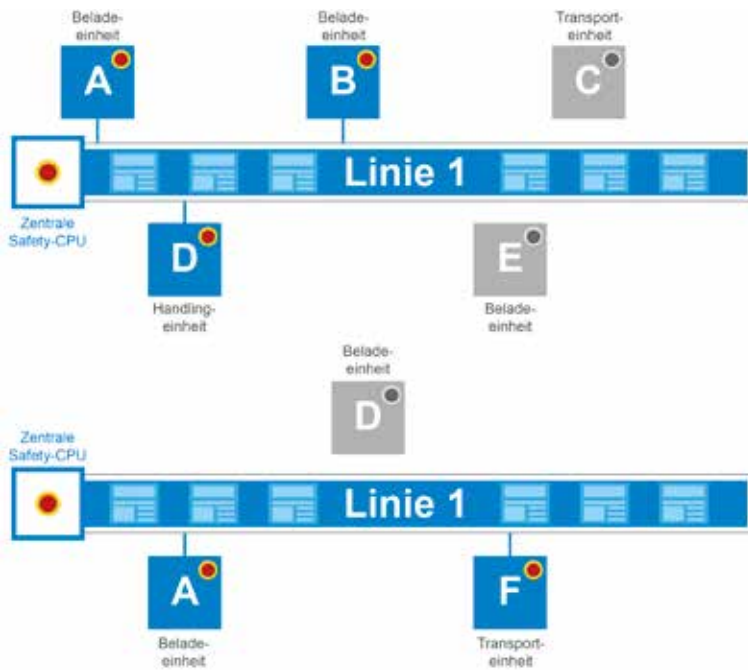 Belade-
einheit
A
Belade-
einheit
B
Transport-
einheit
C
Linie 1
Zentrale
Safety-CPU
D
Handling-
einheit
E
Belade-
einheit
Belade-
einheit
D
Zentrale
Safety-CPU
Linie 1
A
Belade-
einheit
F
Transport-
einheit